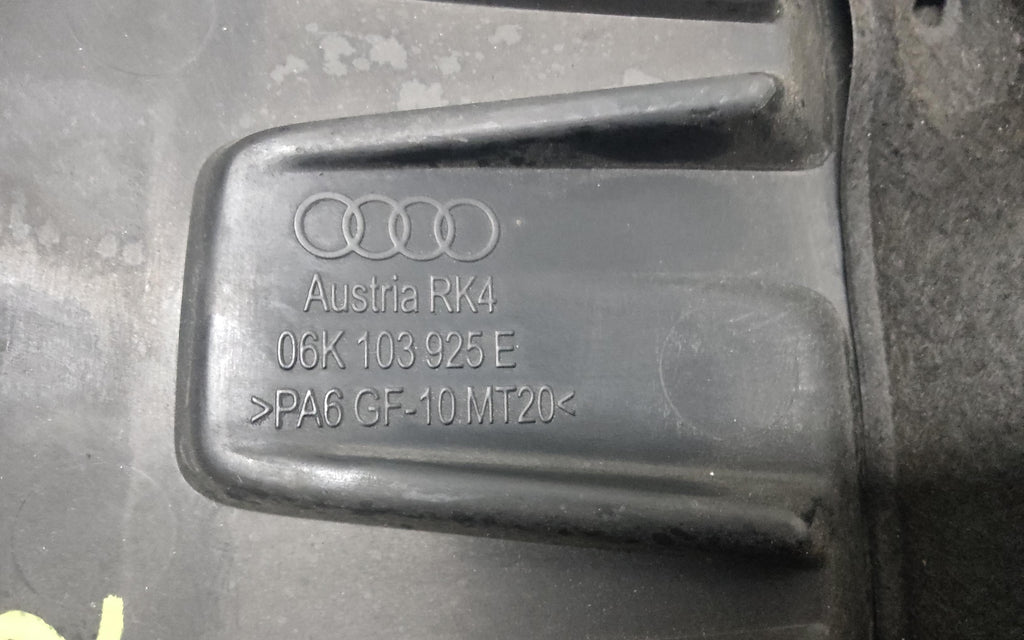 Austria RK4
06K 103 925 E
>PA6 GF-10 MT20<